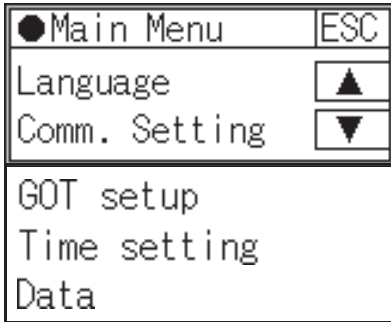 ●Main Menu ESC
Language ▲
Comm. Setting ▼
GOT setup
Time setting
Data